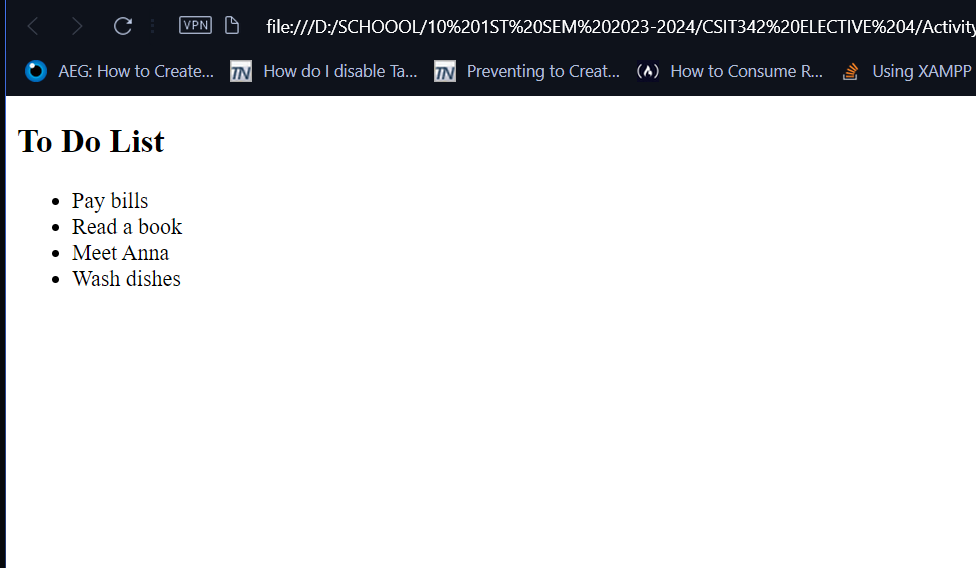 VPN file:///D:/SCHOOOL/10%201ST%20SEM%202023-2024/CSIT342%20ELECTIVE%204/Activity
AEG: How to Create... TN How do I disable Ta... TN Preventing to Creat... How to Consume R... Using XAMPP
To Do List
• Pay bills
• Read a book
• Meet Anna
• Wash dishes